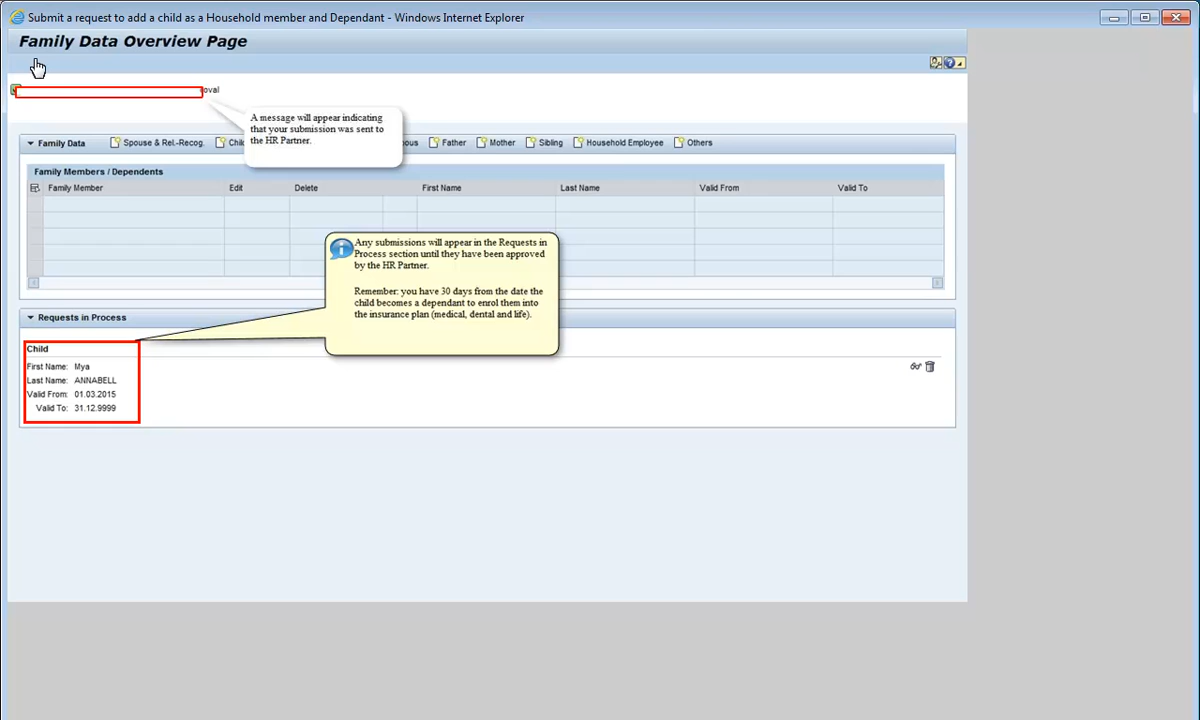 Submit a request to add a child as a Household member and Dependant - Windows Internet Explorer
Family Data Overview Page
A message will appear indicating
that your submission was sent to
the HR Partner.
Family Data Spouse & Rel.-Recog. Father Mother Sibling Household Employee Others
Family Members / Dependents
Family Member Edit Delete First Name Last Name Valid From Valid To
Any submissions will appear in the Requests in
Process section until they have been approved
by the HR Partner.
Remember: you have 30 days from the date the
child becomes a dependant to enrol them into
the insurance plan (medical, dental and life).
Requests in Process
Child
First Name: Mya
Last Name: ANNABELL
Valid From: 01.03.2015
Valid To: 31.12.9999